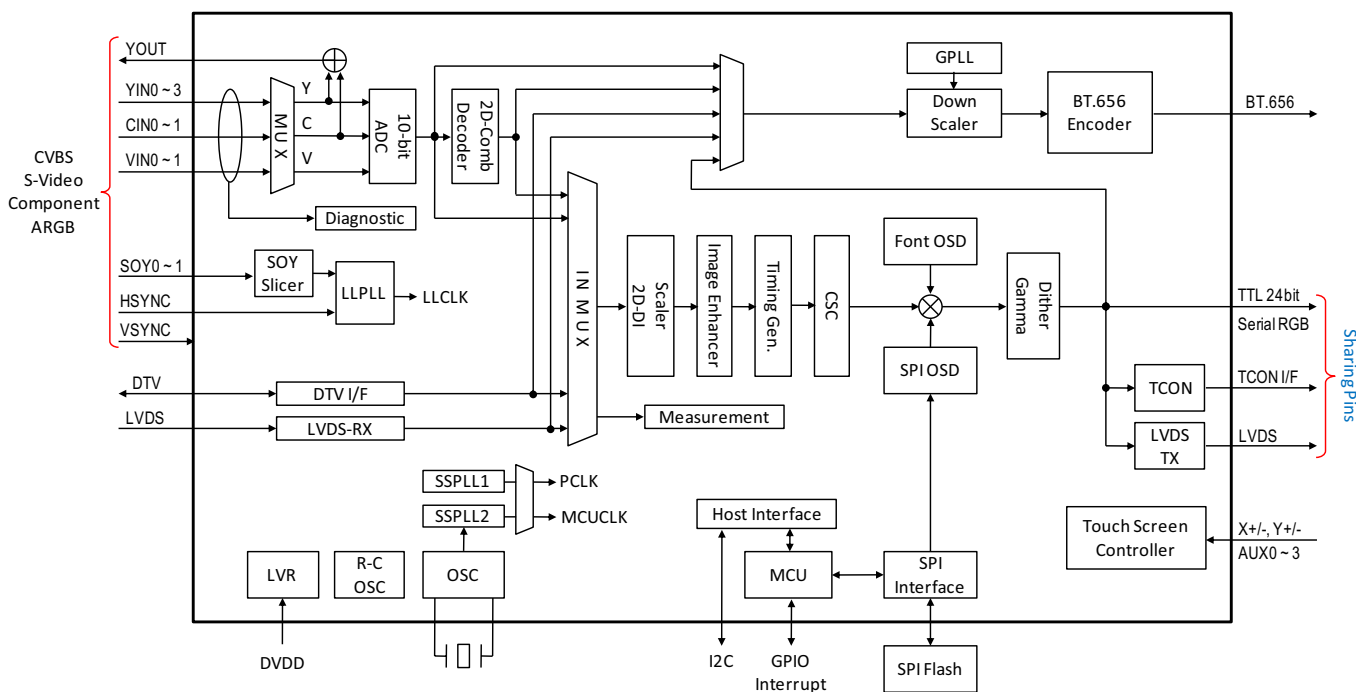 YOUT
YIN0 ~ 3
CIN0 ~ 1
VIN0 ~ 1
CVBS
S-Video
Component
ARGB
SOY0 ~ 1
HSYNC
VSYNC
DTV
LVDS
MUX
Y
C
V
10-bit
ADC
2D-Comb
Decoder
Diagnostic
SOY
Slicer
LLPLL
LLCLK
DTV I/F
LVDS-RX
IN MUX
Scaler
2D-DI
Image Enhancer
Timing Gen.
CSC
Measurement
GPLL
Down
Scaler
BT.656
Encoder
BT.656
Font OSD
SPI OSD
Dither
Gamma
TTL 24bit
Serial RGB
TCON
TCON I/F
LVDS
TX
LVDS
Sharing Pins
SSPLL1
SSPLL2
PCLK
MCUCLK
LVR
R-C
OSC
OSC
DVDD
Host Interface
MCU
SPI
Interface
I2C
GPIO
Interrupt
SPI Flash
Touch Screen
Controller
X+/-, Y+/-
AUX0 ~ 3